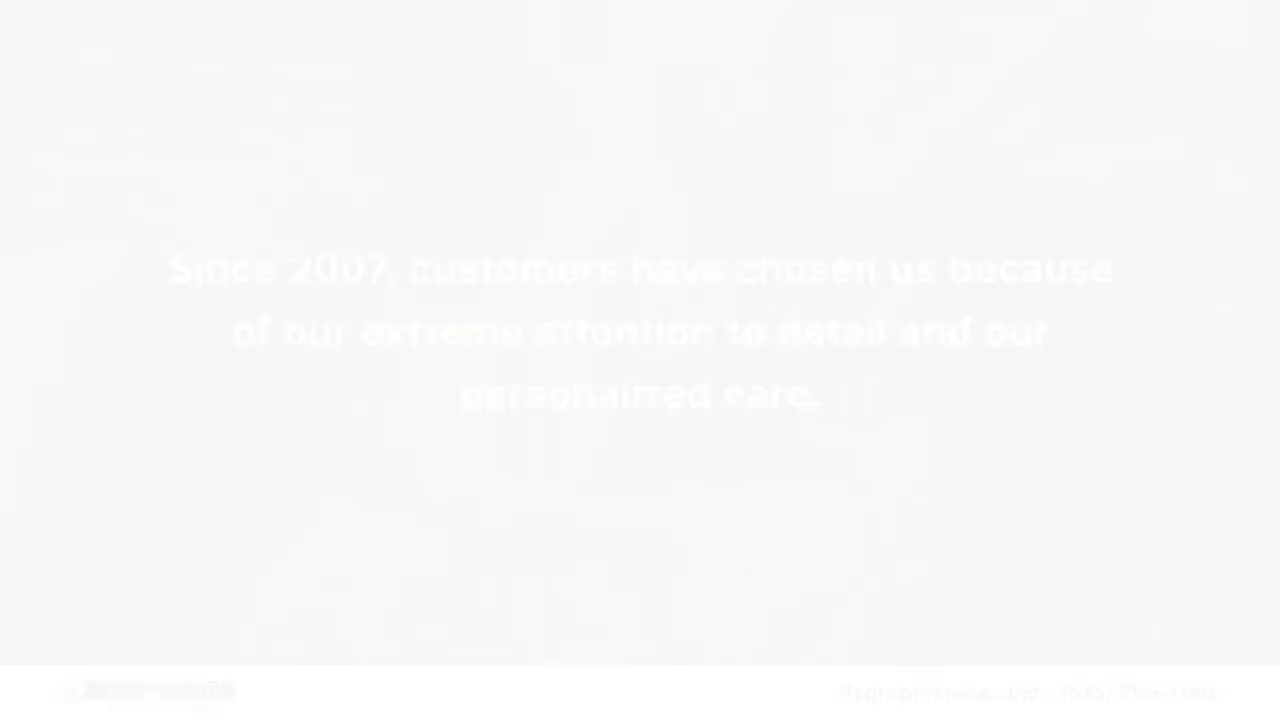 Since 2007, customers have chosen us because
of our extreme attention to detail and our
personalized care.